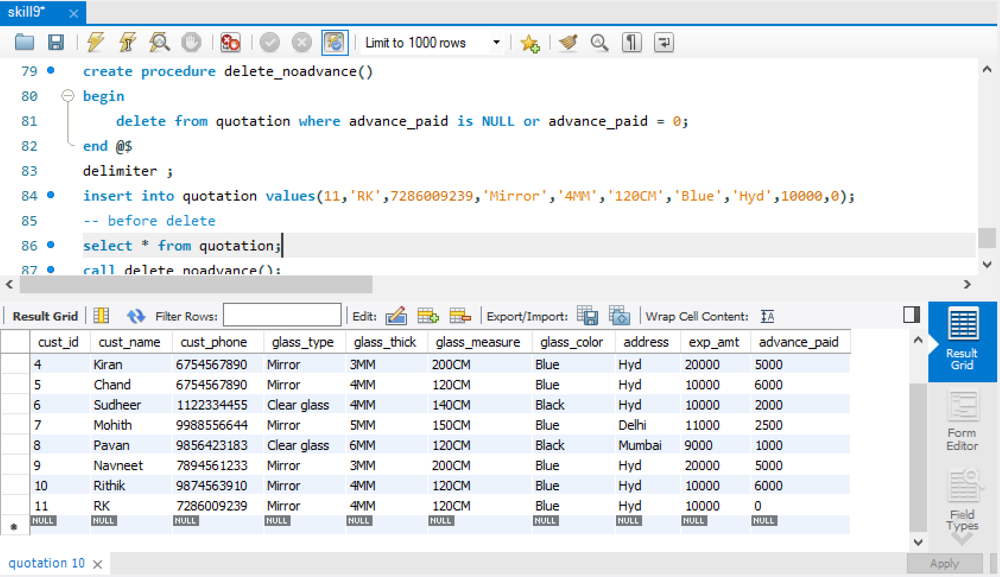 skill9*
Limit to 1000 rows
79 create procedure delete_noadvance()
80 begin
81 delete from quotation where advance_paid is NULL or advance_paid = 0;
82 end @$
83 delimiter ;
84 insert into quotation values(11,'RK',7286009239,'Mirror','4MM','120CM','Blue','Hyd',10000,0);
85 -- before delete
86 select * from quotation;
87 call delete_noadvance();
Result Grid Filter Rows: Edit: Export/Import: Wrap Cell Content:
cust_id cust_name cust_phone glass_type glass_thick glass_measure glass_color address exp_amt advance_paid
4 Kiran 6754567890 Mirror 3MM 200CM Blue Hyd 20000 5000
5 Chand 6754567890 Mirror 4MM 120CM Blue Hyd 10000 6000
6 Sudheer 1122334455 Clear glass 4MM 140CM Black Hyd 10000 2000
7 Mohith 9988556644 Mirror 5MM 150CM Blue Delhi 11000 2500
8 Pavan 9856423183 Clear glass 6MM 120CM Black Mumbai 9000 1000
9 Navneet 7894561233 Mirror 3MM 200CM Blue Hyd 20000 5000
10 Rithik 9874563910 Mirror 4MM 120CM Blue Hyd 10000 6000
11 RK 7286009239 Mirror 4MM 120CM Blue Hyd 10000 0
NULL NULL NULL NULL NULL NULL NULL NULL NULL NULL
Result
Grid
Form
Editor
Field
Types
quotation 10
Apply